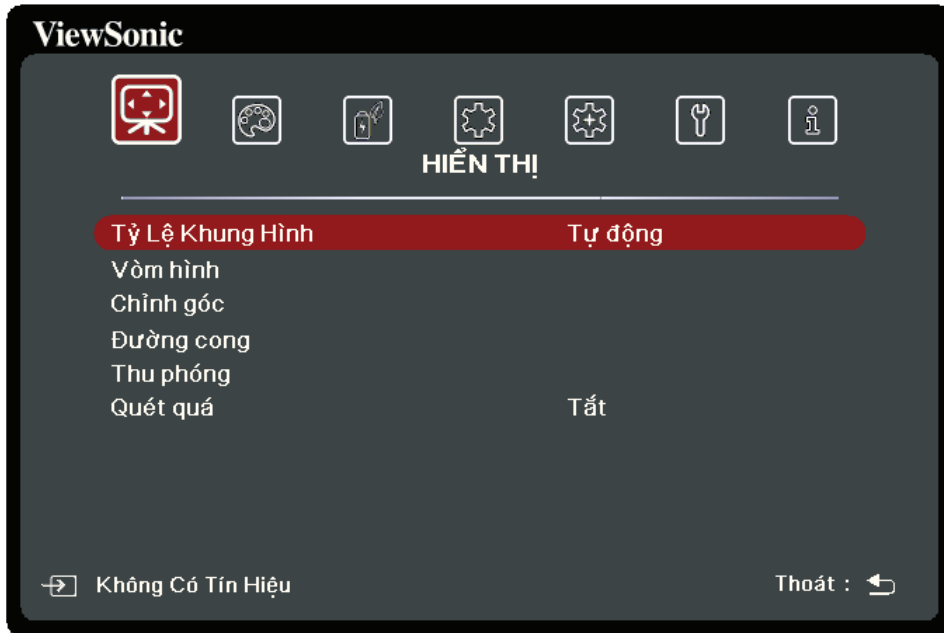 ViewSonic
HIỂN THỊ
Tỷ Lệ Khung Hình Tự động
Vòm hình
Chỉnh góc
Đường cong
Thu phóng
Quét quá Tắt
Không Có Tín Hiệu Thoát :